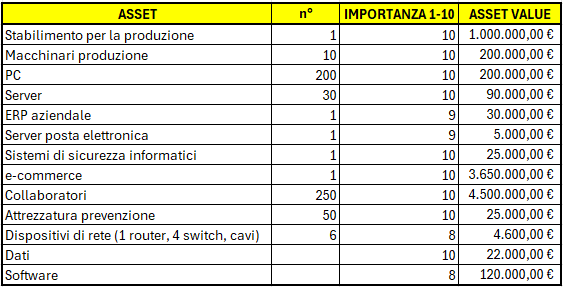 ASSET n° IMPORTANZA 1-10 ASSET VALUE
Stabilimento per la produzione 1 10 1.000.000,00 €
Macchinari produzione 10 10 200.000,00 €
PC 200 10 200.000,00 €
Server 30 10 90.000,00 €
ERP aziendale 1 9 30.000,00 €
Server posta elettronica 1 9 5.000,00 €
Sistemi di sicurezza informatici 1 10 25.000,00 €
e-commerce 1 10 3.650.000,00 €
Collaboratori 250 10 4.500.000,00 €
Attrezzatura prevenzione 50 10 25.000,00 €
Dispositivi di rete (1 router, 4 switch, cavi) 6 8 4.600,00 €
Dati 10 22.000,00 €
Software 8 120.000,00 €